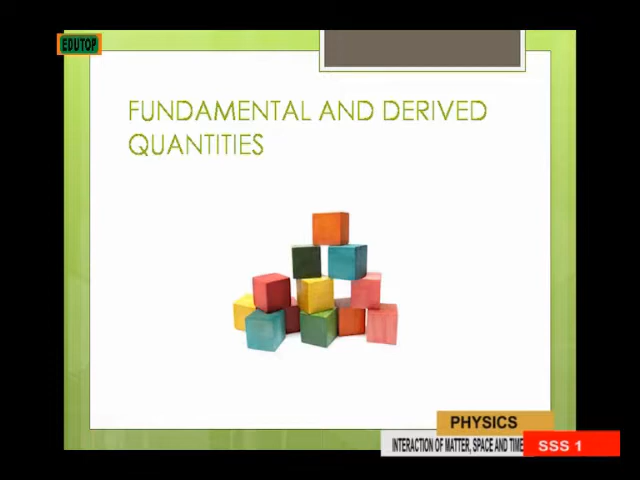 EDUTOP
FUNDAMENTAL AND DERIVED
QUANTITIES
PHYSICS
INTERACTION OF MATTER, SPACE AND TIME
SSS 1